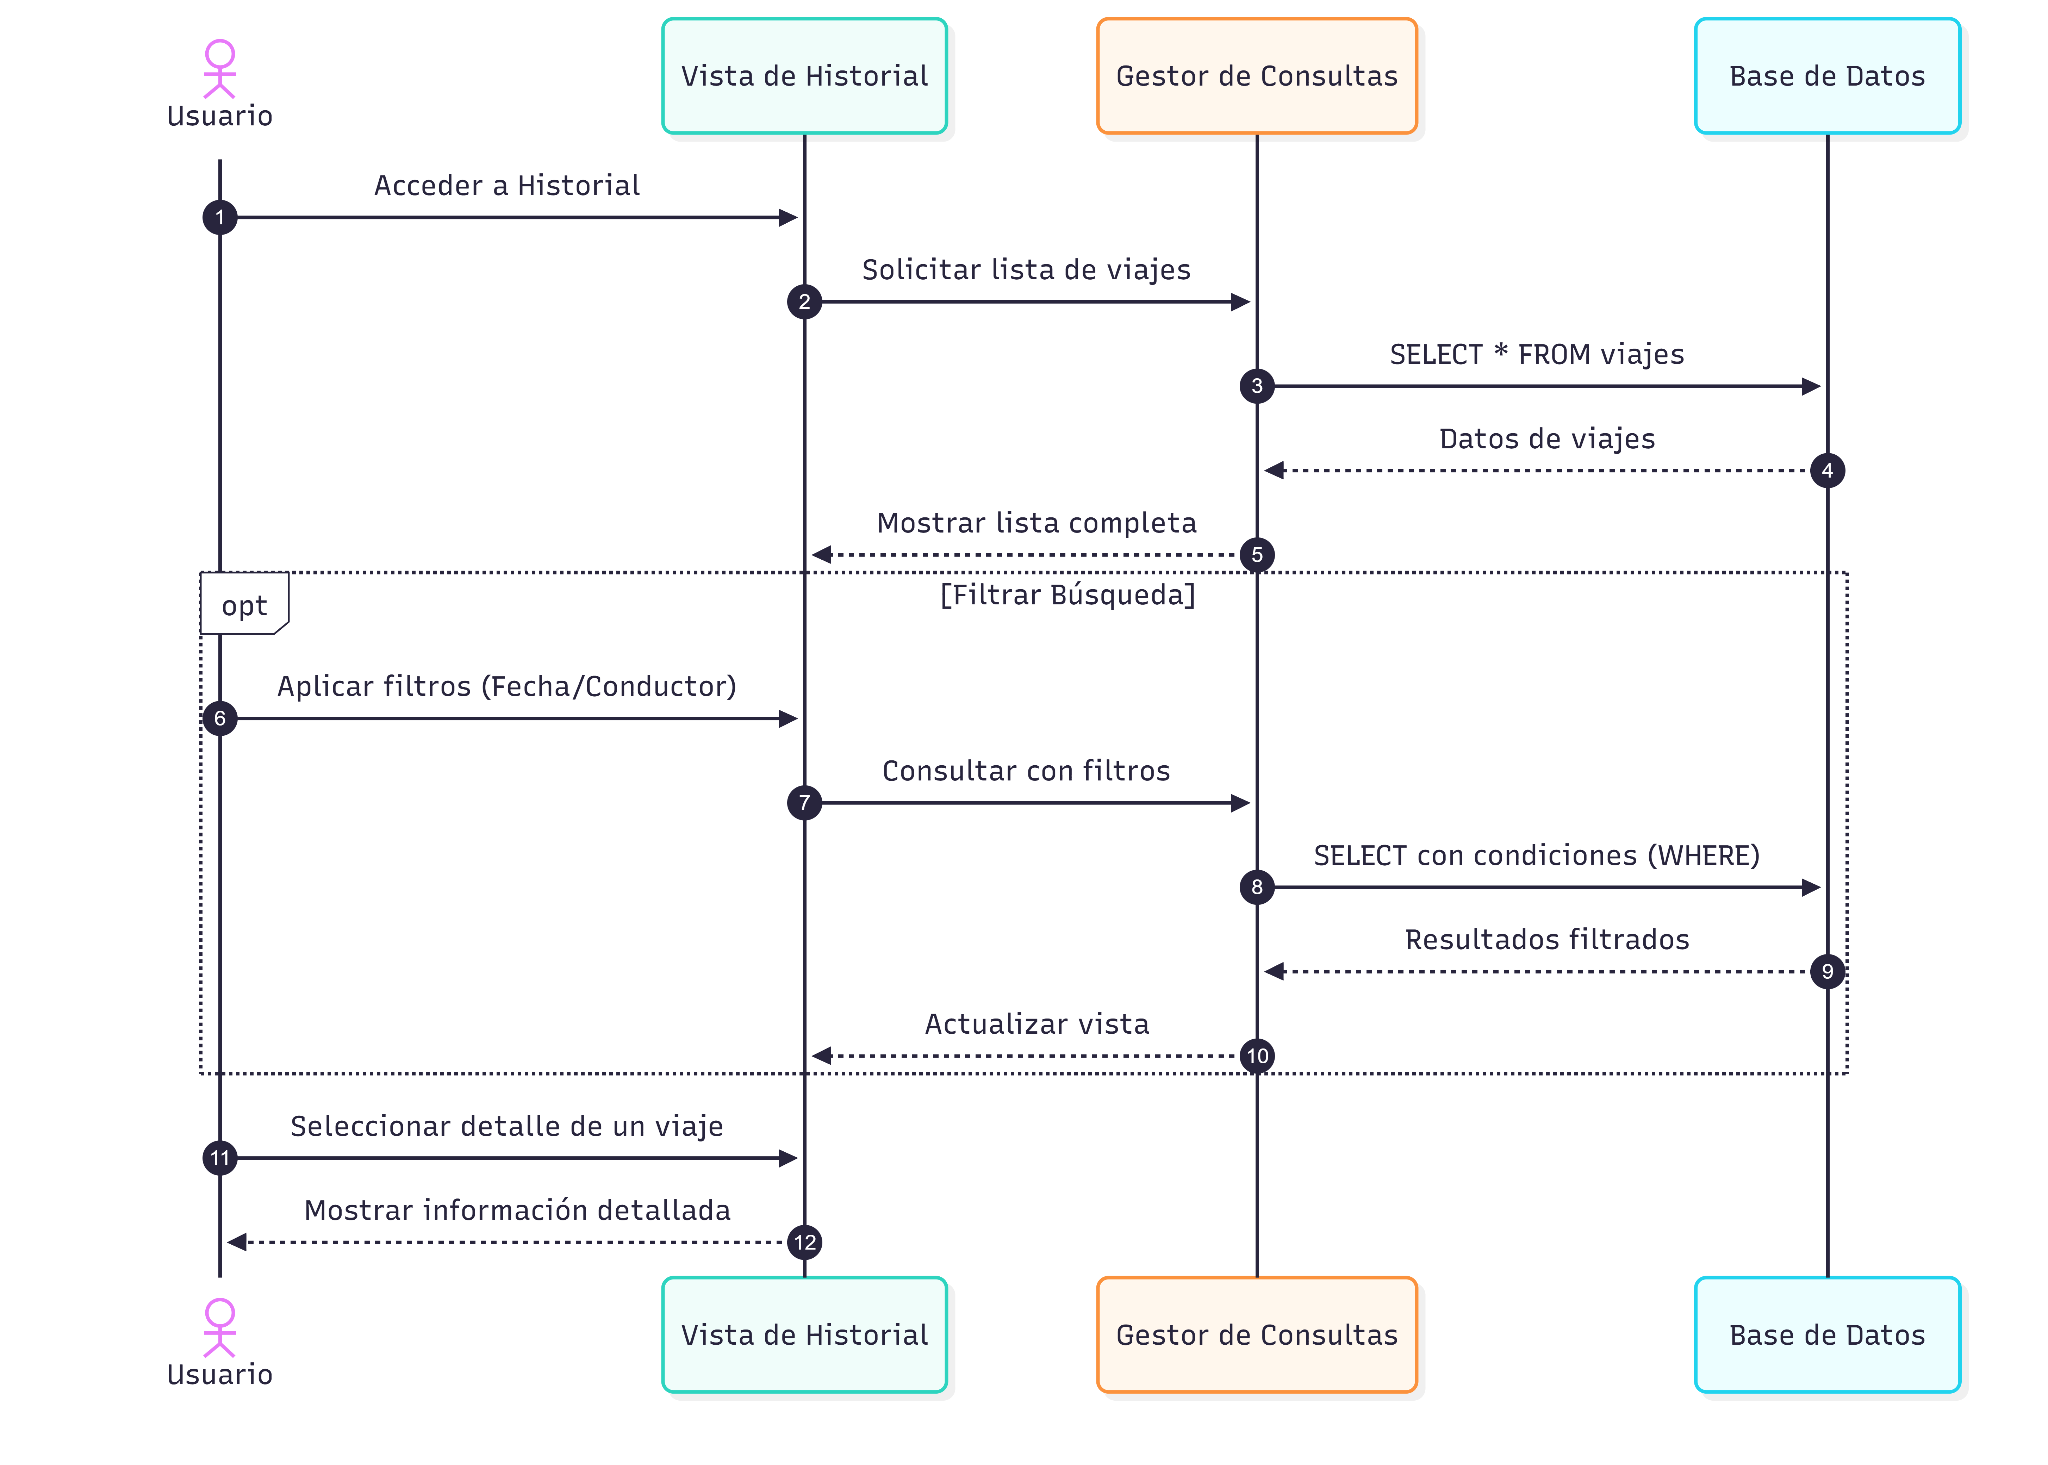 Usuario
Vista de Historial
Gestor de Consultas
Base de Datos
Acceder a Historial
1
Solicitar lista de viajes
2
SELECT * FROM viajes
3
Datos de viajes
4
Mostrar lista completa
5
opt
[Filtrar Búsqueda]
Aplicar filtros (Fecha/Conductor)
6
Consultar con filtros
7
SELECT con condiciones (WHERE)
8
Resultados filtrados
9
Actualizar vista
10
Seleccionar detalle de un viaje
11
Mostrar información detallada
12
Usuario
Vista de Historial
Gestor de Consultas
Base de Datos